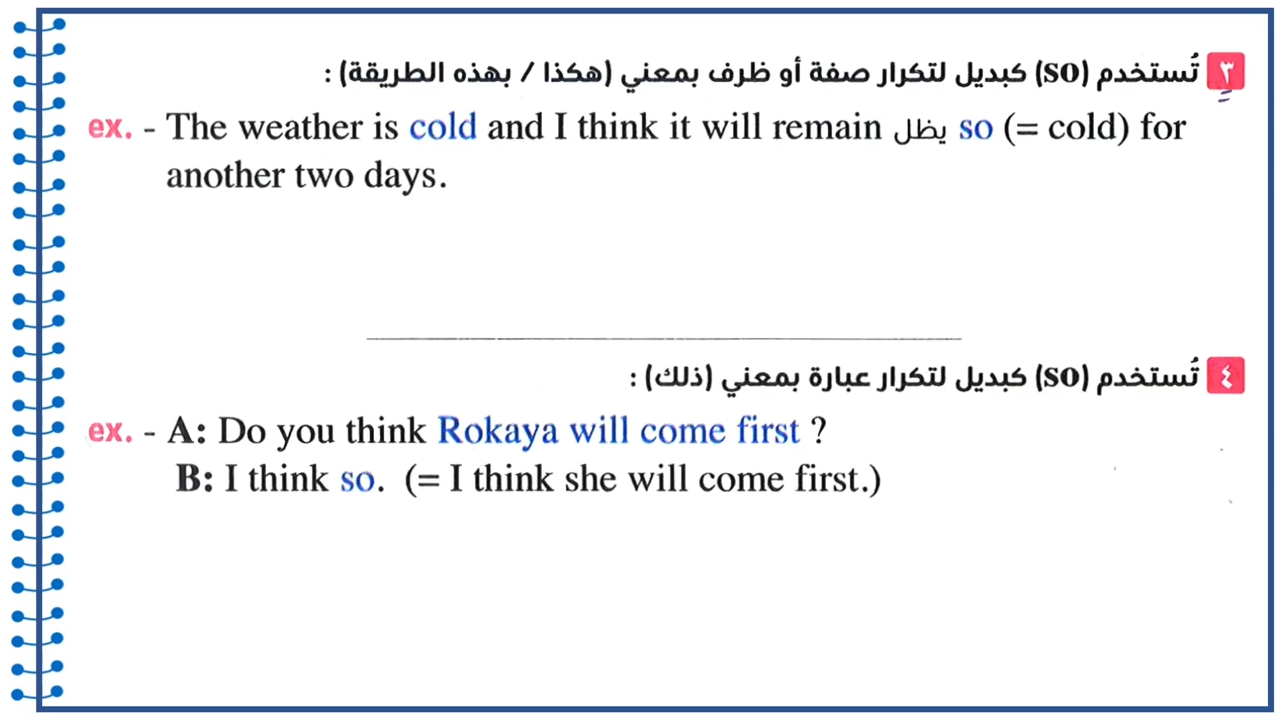 ٣ تُستخدم (so) كبديل لتكرار صفة أو ظرف بمعني (هكذا / بهذه الطريقة) :
ex. - The weather is cold and I think it will remain يظل so (= cold) for
another two days.
٤ تُستخدم (so) كبديل لتكرار عبارة بمعني (ذلك) :
ex. - A: Do you think Rokaya will come first ?
B: I think so. (= I think she will come first.)